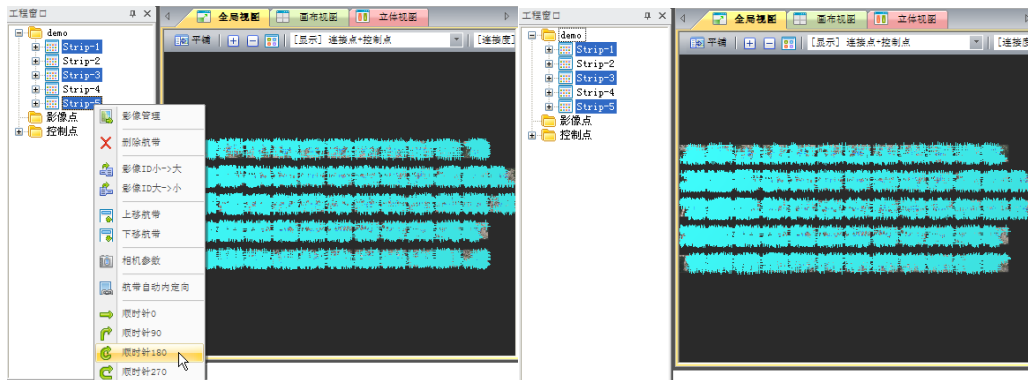 工程窗口
全局视图 画布视图 立体视图
平铺 [显示] 连接点+控制点 [连接度]
demo
Strip-1
Strip-2
Strip-3
Strip-4
Strip-5
影像点
控制点
影像管理
删除航带
影像ID小->大
影像ID大->小
上移航带
下移航带
相机参数
航带自动内定向
顺时针0
顺时针90
顺时针180
顺时针270
工程窗口
全局视图 画布视图 立体视图
平铺 [显示] 连接点+控制点 [连接度
demo
Strip-1
Strip-2
Strip-3
Strip-4
Strip-5
影像点
控制点